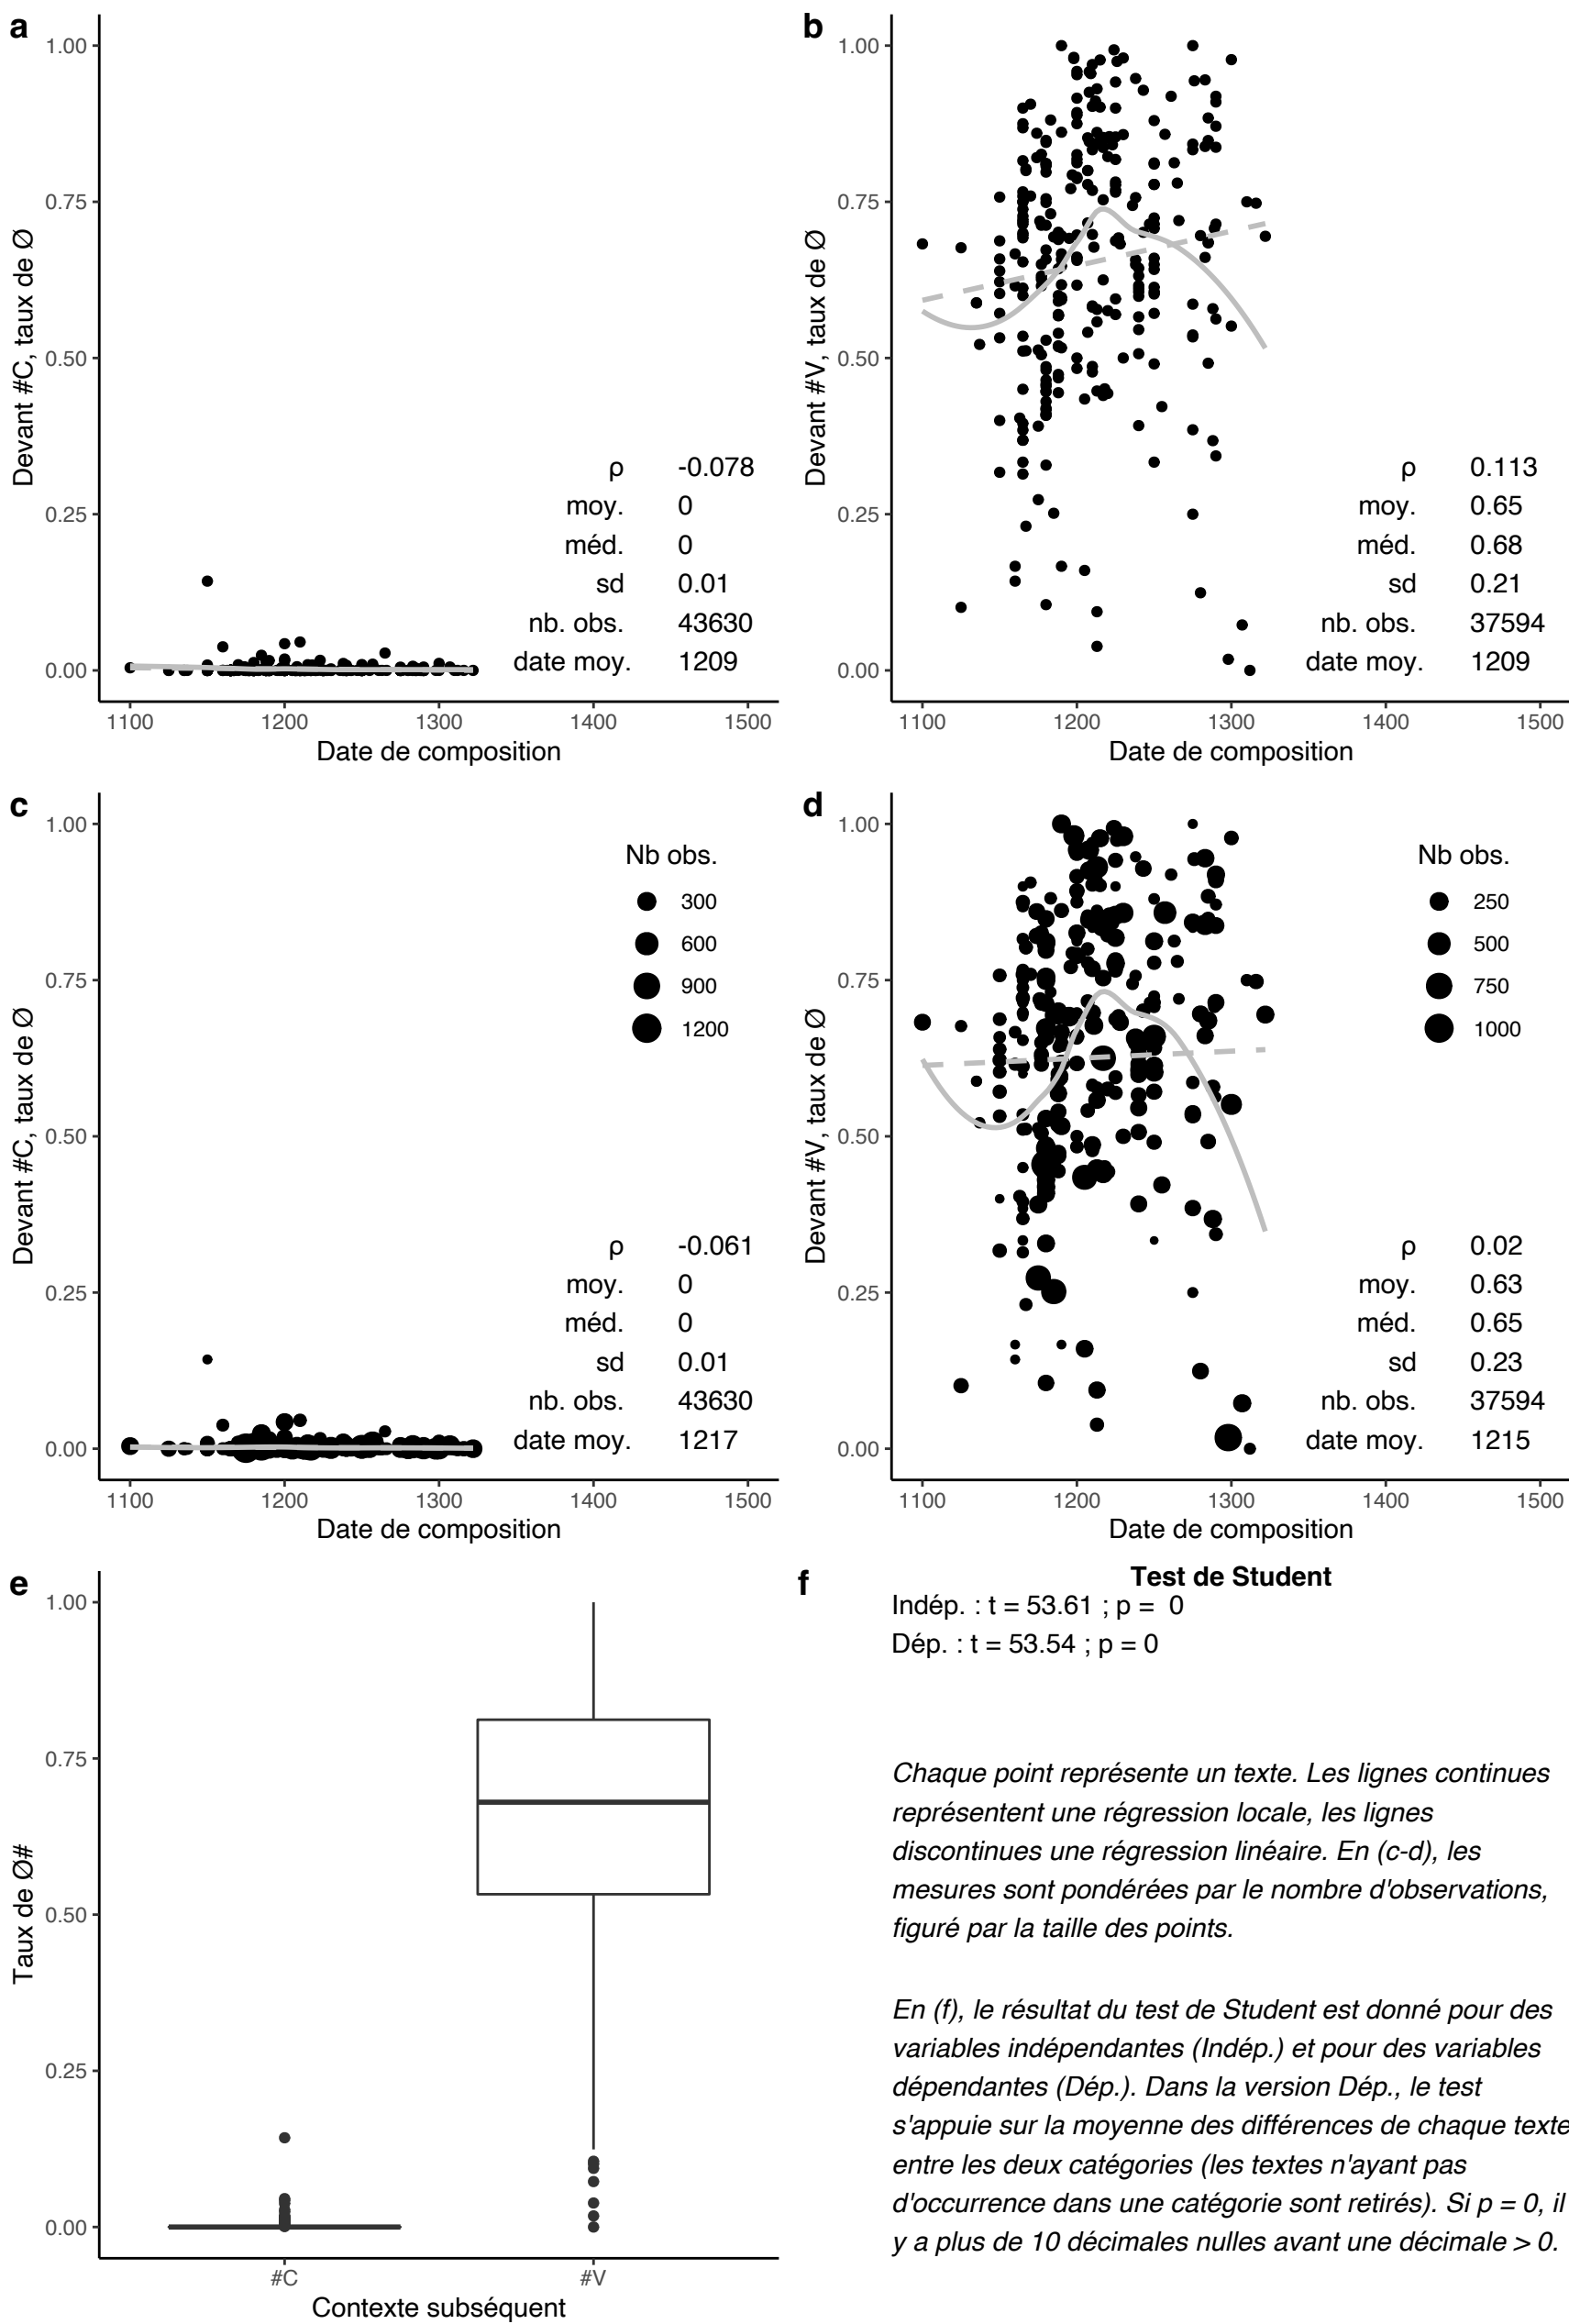 a
1.00
0.75
0.50
0.25
0.00
Devant #C, taux de Ø
ρ -0.078
moy. 0
méd. 0
sd 0.01
nb. obs. 43630
date moy. 1209
1100 1200 1300 1400 1500
Date de composition
b
1.00
0.75
0.50
0.25
0.00
Devant #V, taux de Ø
ρ 0.113
moy. 0.65
méd. 0.68
sd 0.21
nb. obs. 37594
date moy. 1209
1100 1200 1300 1400 1500
Date de composition
c
1.00
0.75
0.50
0.25
0.00
Devant #C, taux de Ø
Nb obs.
300
600
900
1200
ρ -0.061
moy. 0
méd. 0
sd 0.01
nb. obs. 43630
date moy. 1217
1100 1200 1300 1400 1500
Date de composition
d
1.00
0.75
0.50
0.25
0.00
Devant #V, taux de Ø
Nb obs.
250
500
750
1000
ρ 0.02
moy. 0.63
méd. 0.65
sd 0.23
nb. obs. 37594
date moy. 1215
1100 1200 1300 1400 1500
Date de composition
e
1.00
0.75
0.50
0.25
0.00
Taux de Ø#
#C #V
Contexte subséquent
f
Test de Student
Indép. : t = 53.61 ; p = 0
Dép. : t = 53.54 ; p = 0
Chaque point représente un texte. Les lignes continues
représentent une régression locale, les lignes
discontinues une régression linéaire. En (c-d), les
mesures sont pondérées par le nombre d'observations,
figuré par la taille des points.
En (f), le résultat du test de Student est donné pour des
variables indépendantes (Indép.) et pour des variables
dépendantes (Dép.). Dans la version Dép., le test
s'appuie sur la moyenne des différences de chaque texte
entre les deux catégories (les textes n'ayant pas
d'occurrence dans une catégorie sont retirés). Si p = 0, il
y a plus de 10 décimales nulles avant une décimale > 0.